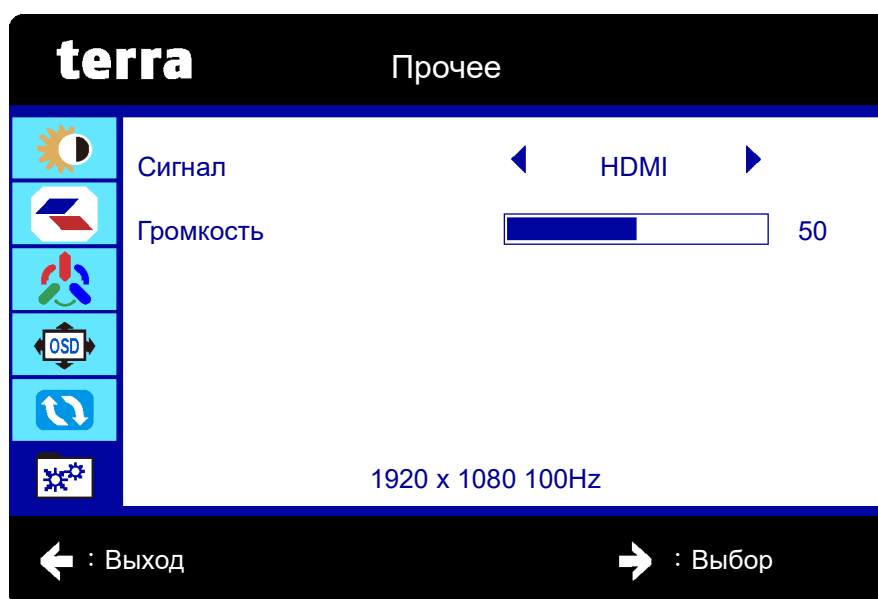 terra
Прочее
Сигнал HDMI
Громкость 50
OSD
1920 x 1080 100Hz
: Выход : Выбор